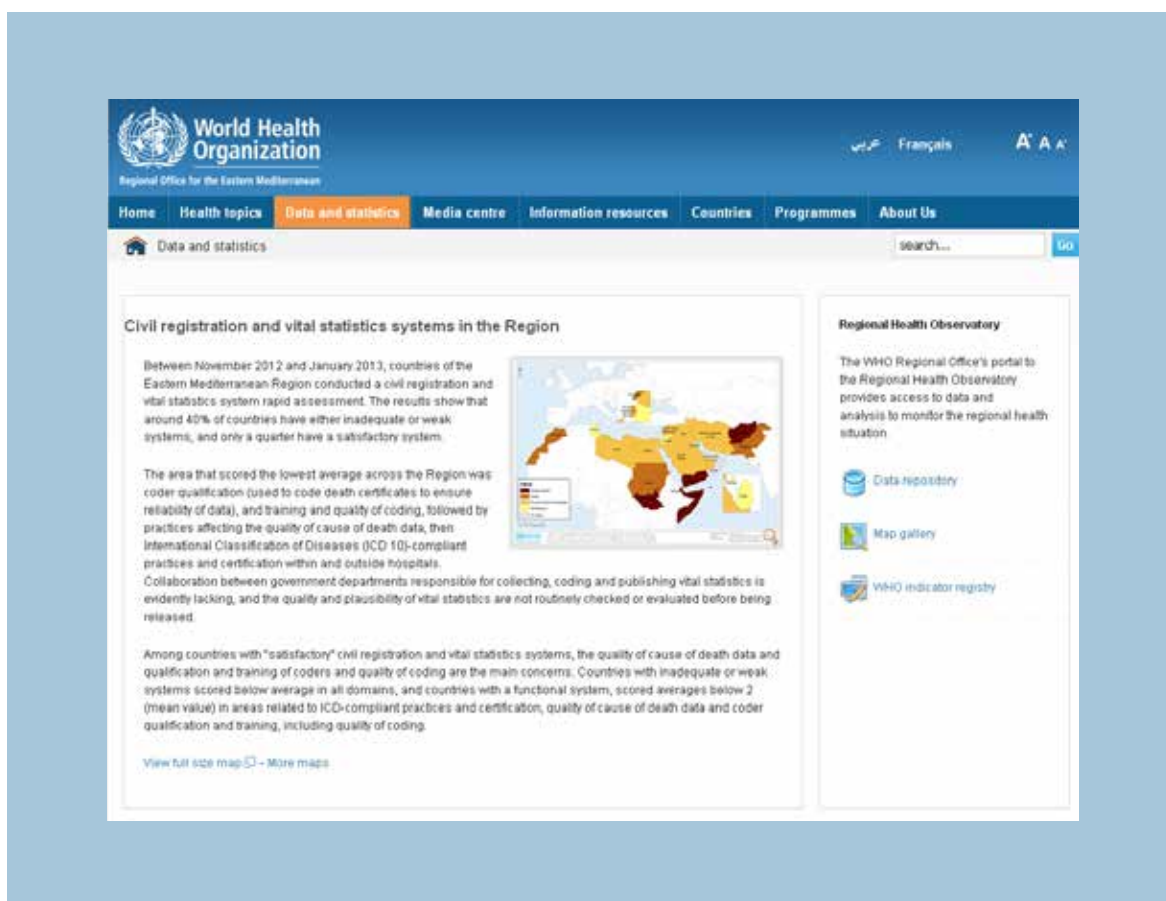 World Health
Organization
Regional Office for the Eastern Mediterranean
عربي Français A+ A A-
Home Health topics Data and statistics Media centre Information resources Countries Programmes About Us
Data and statistics
search... Go
Civil registration and vital statistics systems in the Region
Between November 2012 and January 2013, countries of the
Eastern Mediterranean Region conducted a civil registration and
vital statistics system rapid assessment. The results show that
around 40% of countries have either inadequate or weak
systems, and only a quarter have a satisfactory system.
The area that scored the lowest average across the Region was
coder qualification (used to code death certificates to ensure
reliability of data), and training and quality of coding, followed by
practices affecting the quality of cause of death data, then
International Classification of Diseases (ICD 10)-compliant
practices and certification within and outside hospitals.
Collaboration between government departments responsible for collecting, coding and publishing vital statistics is
evidently lacking, and the quality and plausibility of vital statistics are not routinely checked or evaluated before being
released.
Among countries with "satisfactory" civil registration and vital statistics systems, the quality of cause of death data and
qualification and training of coders and quality of coding are the main concerns. Countries with inadequate or weak
systems scored below average in all domains, and countries with a functional system, scored averages below 2
(mean value) in areas related to ICD-compliant practices and certification, quality of cause of death data and coder
qualification and training, including quality of coding.
View full size map - More maps
Regional Health Observatory
The WHO Regional Office's portal to
the Regional Health Observatory
provides access to data and
analysis to monitor the regional health
situation
Data repository
Map gallery
WHO indicator registry